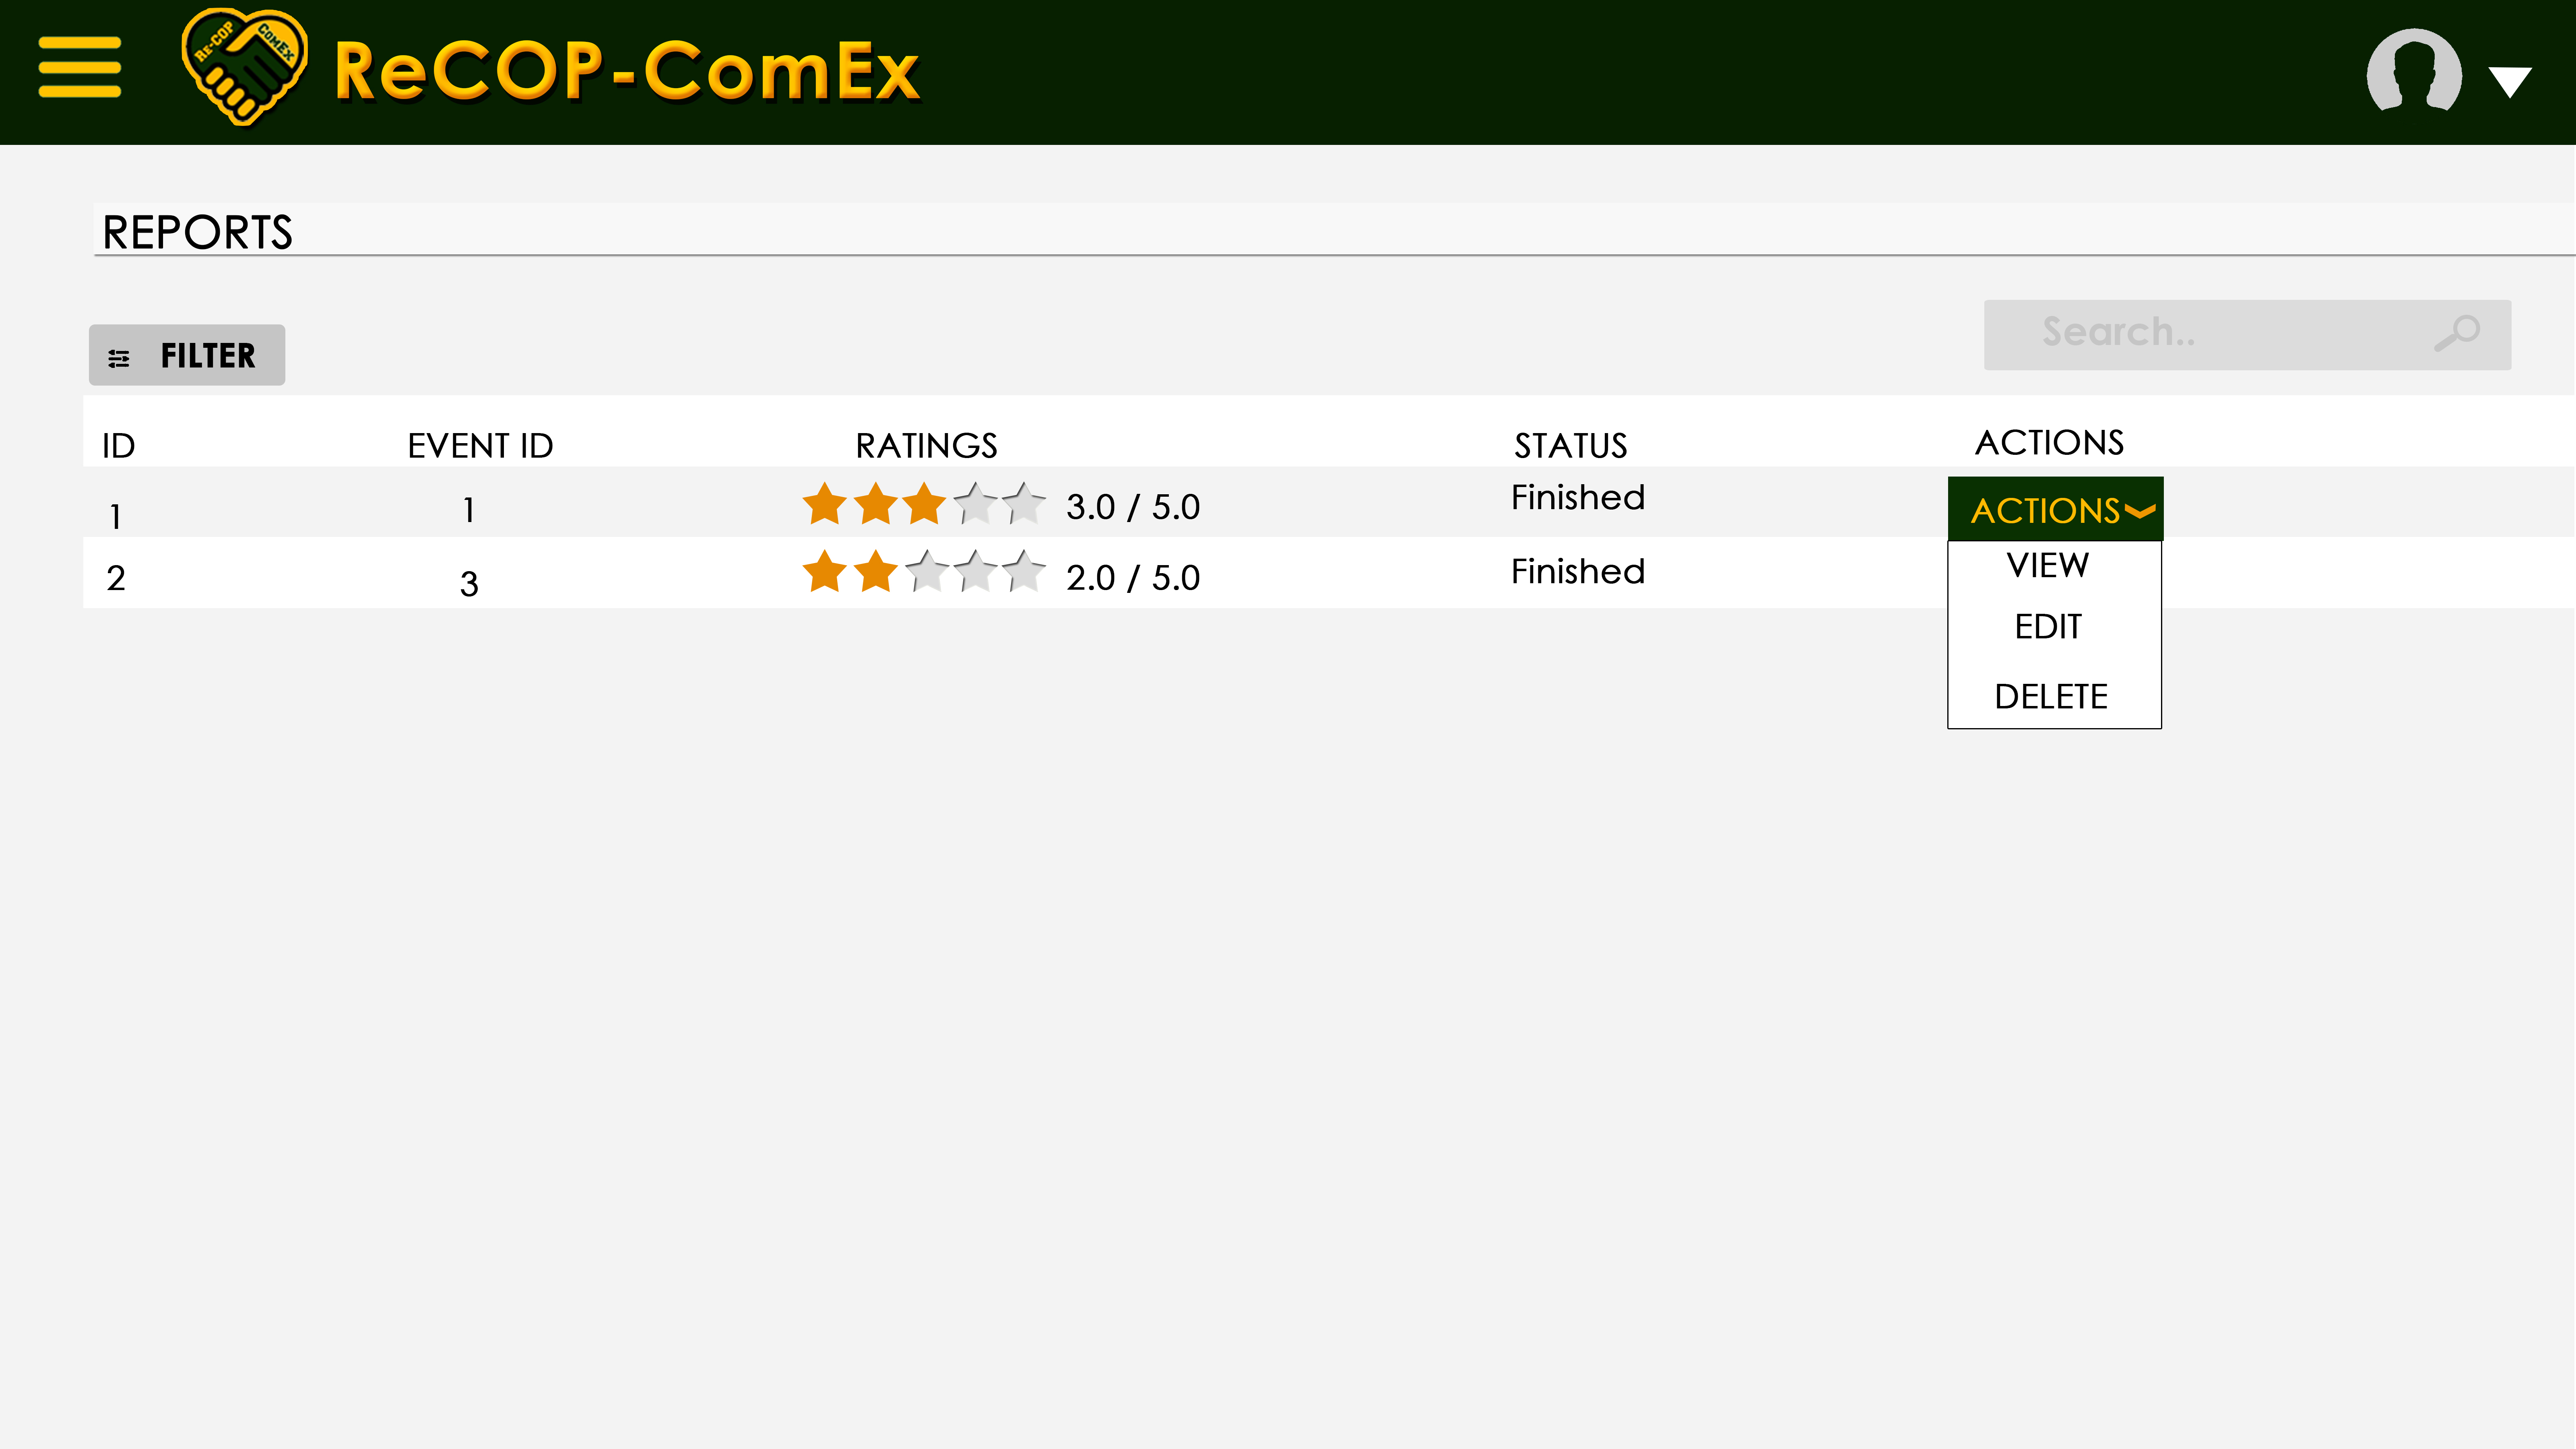 Re-COP ComEx
ReCOP-ComEx
REPORTS
FILTER
Search..
ID EVENT ID RATINGS STATUS ACTIONS
1 1 3.0 / 5.0 Finished ACTIONS
2 3 2.0 / 5.0 Finished
VIEW
EDIT
DELETE